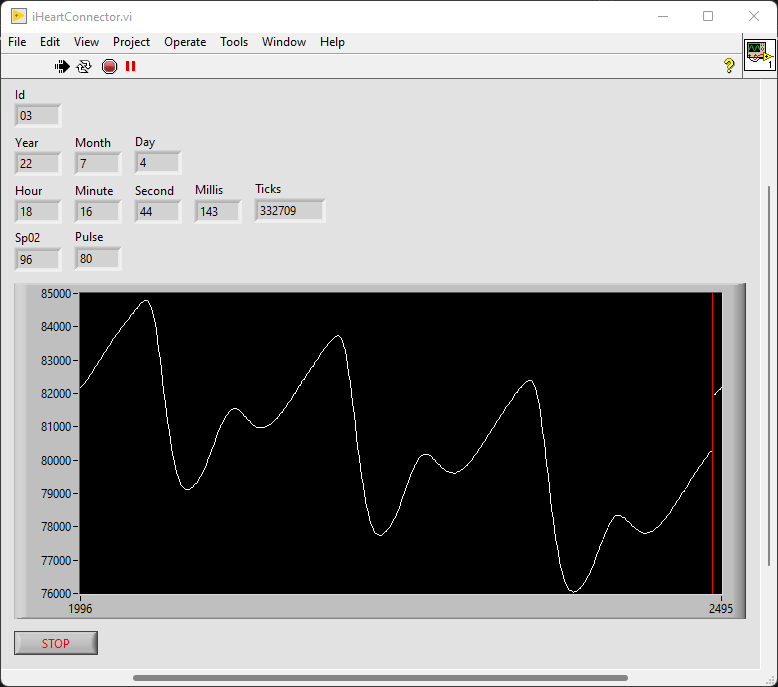 iHeartConnector.vi
File Edit View Project Operate Tools Window Help
? 1
Id
03
Year Month Day
22 7 4
Hour Minute Second Millis Ticks
18 16 44 143 332709
Sp02 Pulse
96 80
85000
84000
83000
82000
81000
80000
79000
78000
77000
76000
1996 2495
STOP